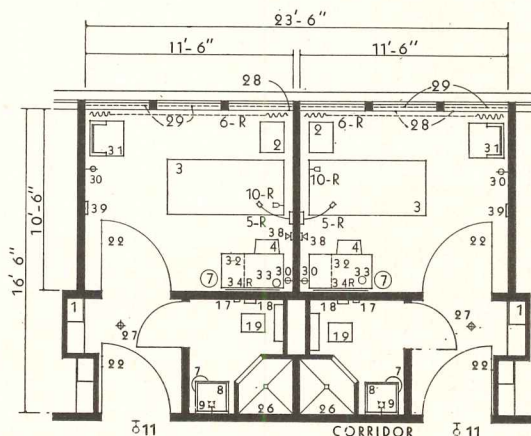 23'-6"
11'-6" 11'-6"
28 29
29 6-R 6-R 28
31 2 2 31
3
30 10-R 10-R 30
3
39 5-R 5-R 39
38 38
10'-6"
4 4
22 32 32 22
7 33 30 30 33 7
34R 34R
16' 6"
1 17 18 18 17 1
27 19 19 27
22 7 7 22
8 8
9 26 26 9
11 CORRIDOR 11